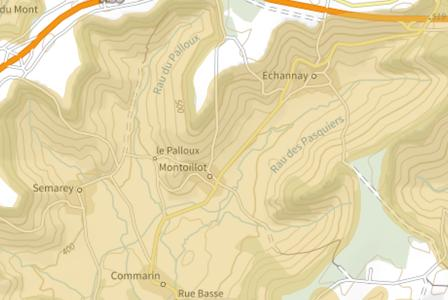 du Mont
Rau du Palloux
Echannay
500
Rau des Pasquiers
le Palloux
Montoillot
Semarey
400
Commarin
Rue Basse